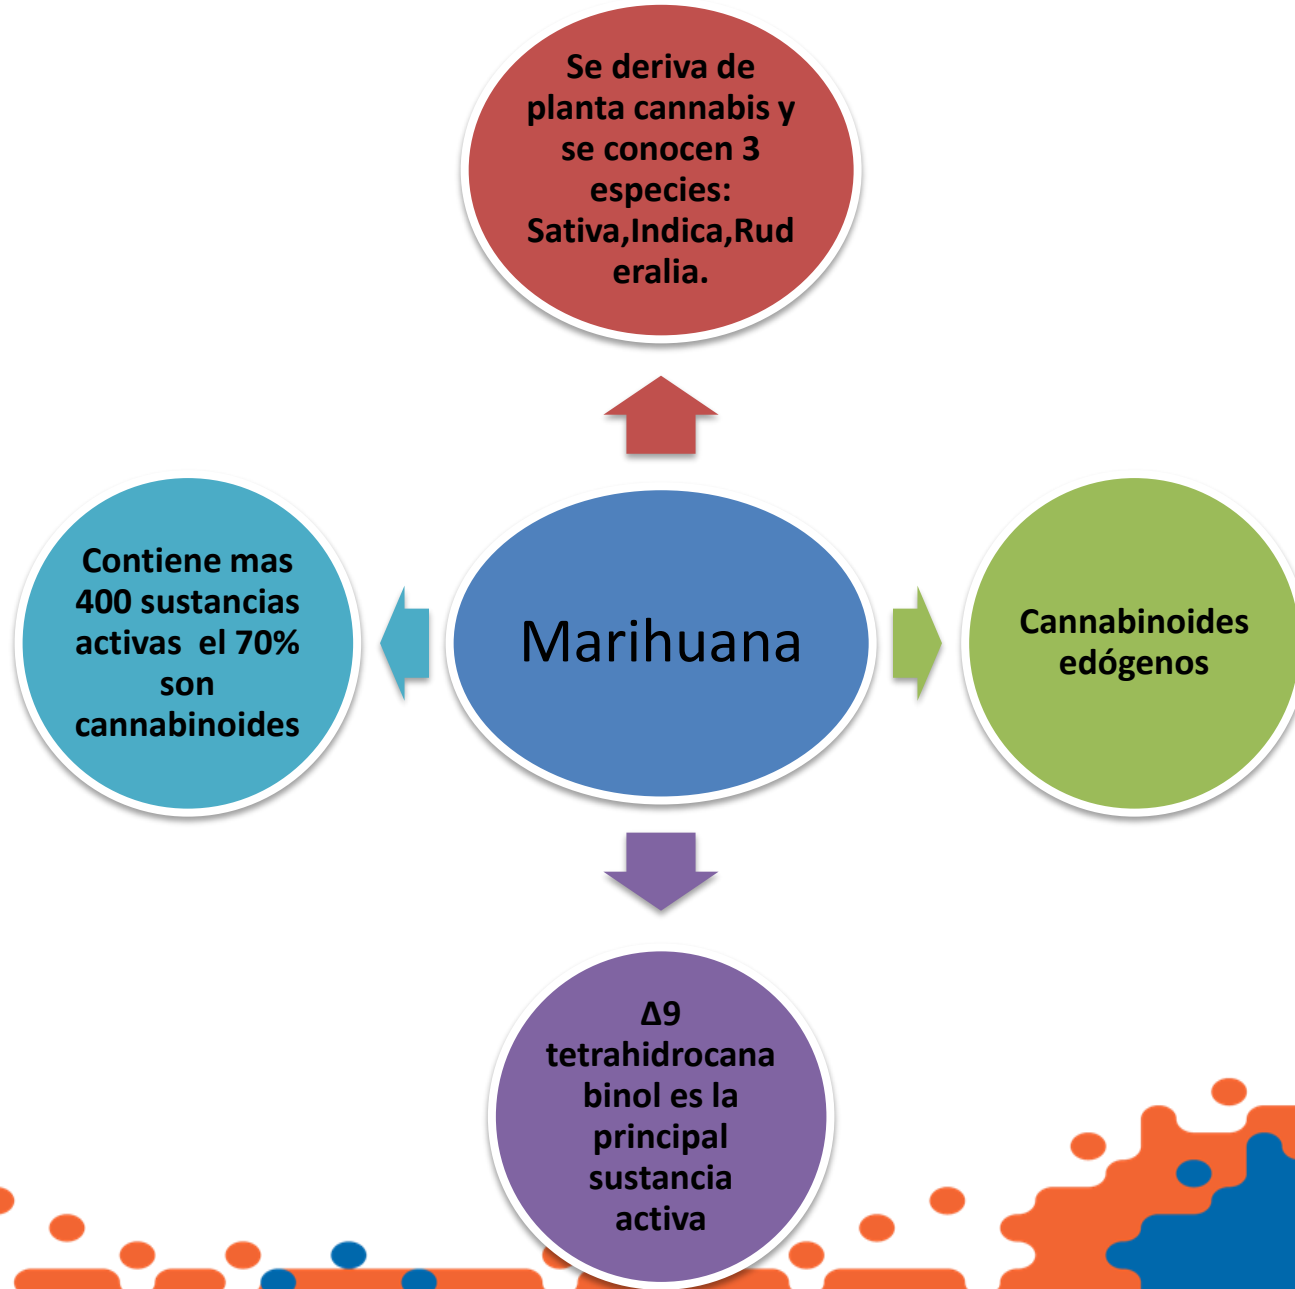 Se deriva de
planta cannabis y
se conocen 3
especies:
Sativa,Indica,Rud
eralia.
Contiene mas
400 sustancias
activas el 70%
son
cannabinoides
Marihuana
Cannabinoides
edógenos
Δ9
tetrahidrocana
binol es la
principal
sustancia
activa